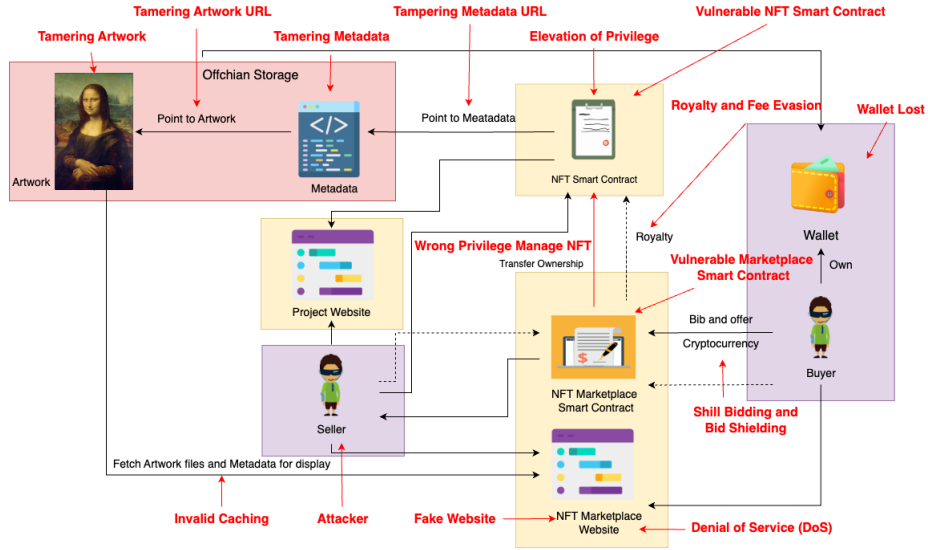 Tamering Artwork URL
Tampering Metadata URL
Vulnerable NFT Smart Contract
Tamering Artwork
Tamering Metadata
Elevation of Privilege
Offchian Storage
Royalty and Fee Evasion
Wallet Lost
Point to Artwork
Point to Meatadata
Artwork
Metadata
NFT Smart Contract
Wallet
Royalty
Wrong Privilege Manage NFT
Transfer Ownership
Vulnerable Marketplace
Smart Contract
Own
Project Website
Bib and offer
Cryptocurrency
Buyer
NFT Marketplace
Smart Contract
Shill Bidding and
Bid Shielding
Seller
Fetch Artwork files and Metadata for display
Invalid Caching
Attacker
Fake Website
NFT Marketplace
Website
Denial of Service (DoS)